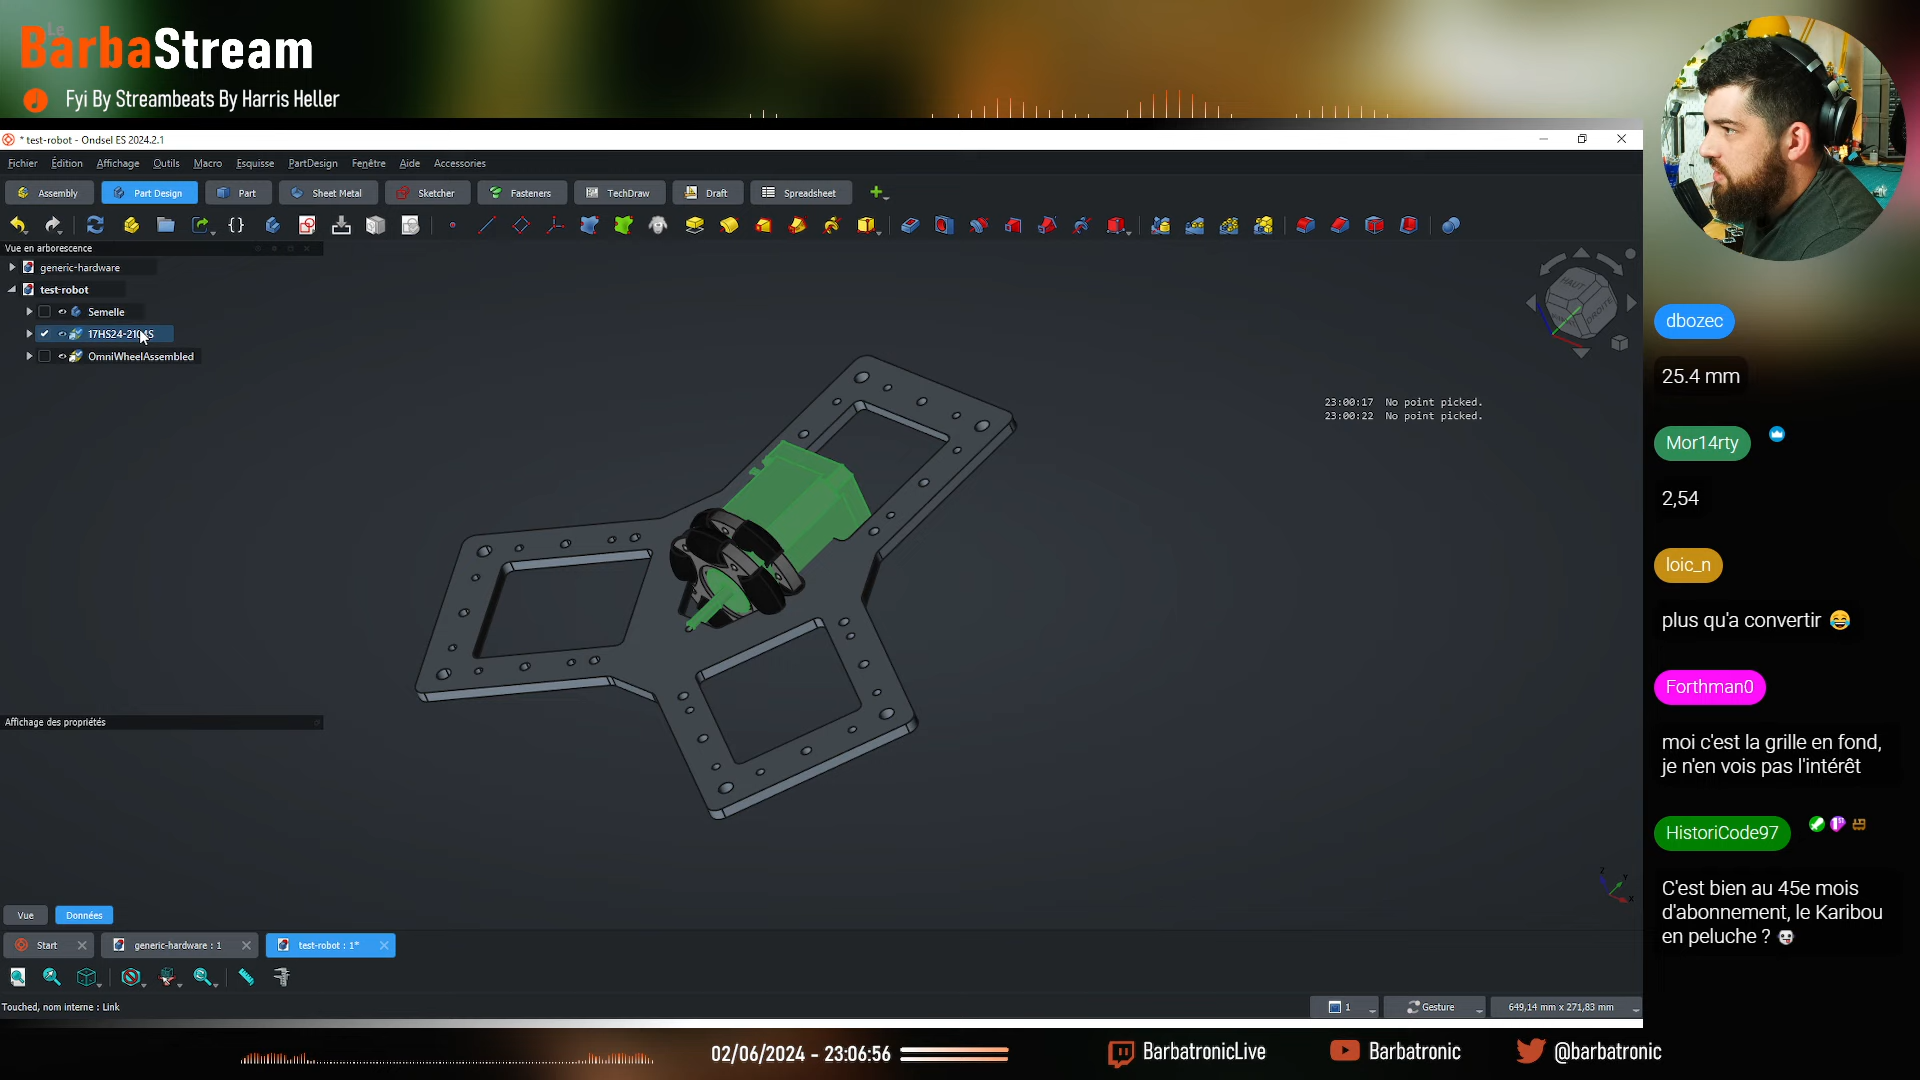 Le
BarbaStream
Fyi By Streambeats By Harris Heller
* test-robot - Ondsel ES 2024.2.1
Fichier Édition Affichage Outils Macro Esquisse PartDesign Fenêtre Aide Accessories
Assembly Part Design Part Sheet Metal Sketcher Fasteners TechDraw Draft Spreadsheet
Vue en arborescence
generic-hardware
test-robot
Semelle
17HS24-2104S
OmniWheelAssembled
HAUT
DROITE
23:00:17 No point picked.
23:00:22 No point picked.
Affichage des propriétés
Z
Y
X
Vue Données
Start generic-hardware : 1 test-robot : 1*
Touched, nom interne : Link
1 Gesture 649,14 mm x 271,83 mm
dbozec
25.4 mm
Mor14rty
2,54
loic_n
plus qu'a convertir 😂
Forthman0
moi c'est la grille en fond,
je n'en vois pas l'intérêt
HistoriCode97
C'est bien au 45e mois
d'abonnement, le Karibou
en peluche ?
02/06/2024 - 23:06:56 BarbatronicLive Barbatronic @barbatronic